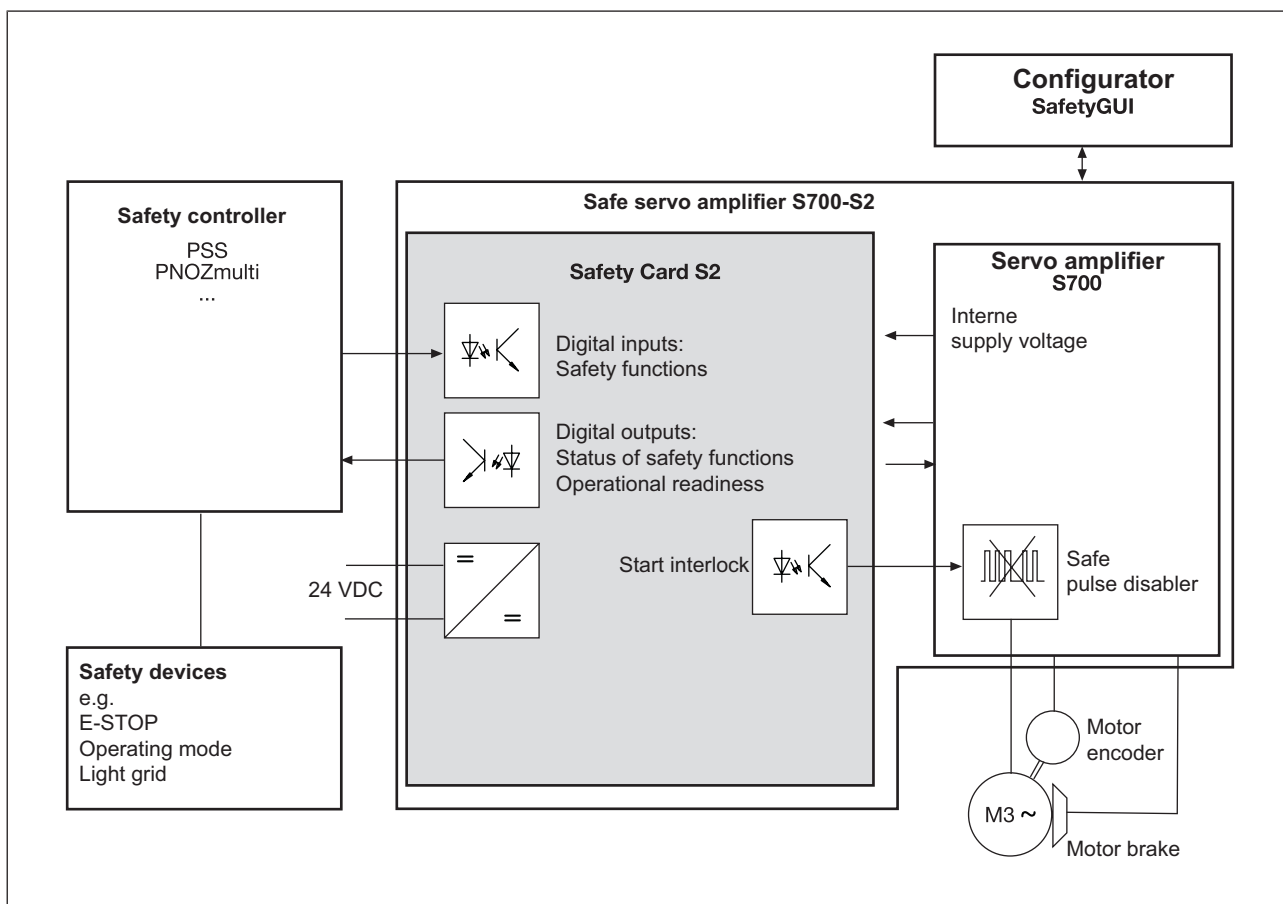 Configurator
SafetyGUI
Safety controller
PSS
PNOZmulti
...
Safe servo amplifier S700-S2
Safety Card S2
Digital inputs:
Safety functions
Digital outputs:
Status of safety functions
Operational readiness
Start interlock
24 VDC
Servo amplifier
S700
Interne
supply voltage
Safe
pulse disabler
Safety devices
e.g.
E-STOP
Operating mode
Light grid
Motor
encoder
M3 ~
Motor brake